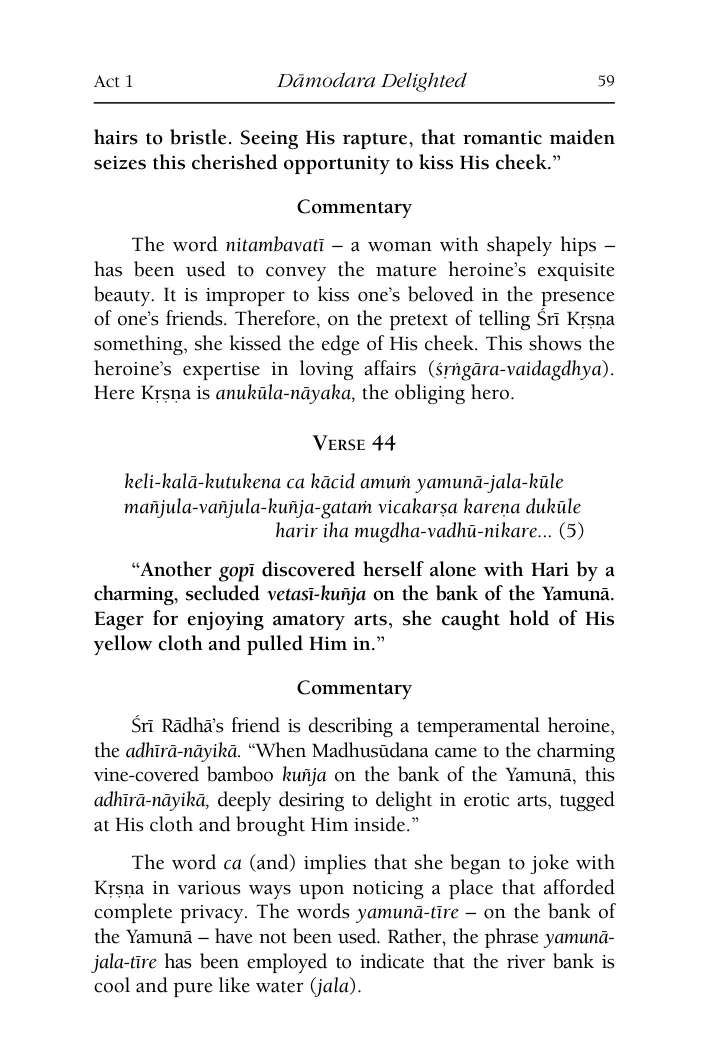 Act 1 Dāmodara Delighted 59
hairs to bristle. Seeing His rapture, that romantic maiden
seizes this cherished opportunity to kiss His cheek.”
Commentary
The word nitambavatī – a woman with shapely hips –
has been used to convey the mature heroine’s exquisite
beauty. It is improper to kiss one’s beloved in the presence
of one’s friends. Therefore, on the pretext of telling Śrī Kṛṣṇa
something, she kissed the edge of His cheek. This shows the
heroine’s expertise in loving affairs (śṛṅgāra-vaidagdhya).
Here Kṛṣṇa is anukūla-nāyaka, the obliging hero.
Verse 44
keli-kalā-kutukena ca kācid amuṁ yamunā-jala-kūle
mañjula-vañjula-kuñja-gataṁ vicakarṣa kareṇa dukūle
harir iha mugdha-vadhū-nikare... (5)
“Another gopī discovered herself alone with Hari by a
charming, secluded vetasī-kuñja on the bank of the Yamunā.
Eager for enjoying amatory arts, she caught hold of His
yellow cloth and pulled Him in.”
Commentary
Śrī Rādhā’s friend is describing a temperamental heroine,
the adhīrā-nāyikā. “When Madhusūdana came to the charming
vine-covered bamboo kuñja on the bank of the Yamunā, this
adhīrā-nāyikā, deeply desiring to delight in erotic arts, tugged
at His cloth and brought Him inside.”
The word ca (and) implies that she began to joke with
Kṛṣṇa in various ways upon noticing a place that afforded
complete privacy. The words yamunā-tīre – on the bank of
the Yamunā – have not been used. Rather, the phrase yamunā-
jala-tīre has been employed to indicate that the river bank is
cool and pure like water (jala).